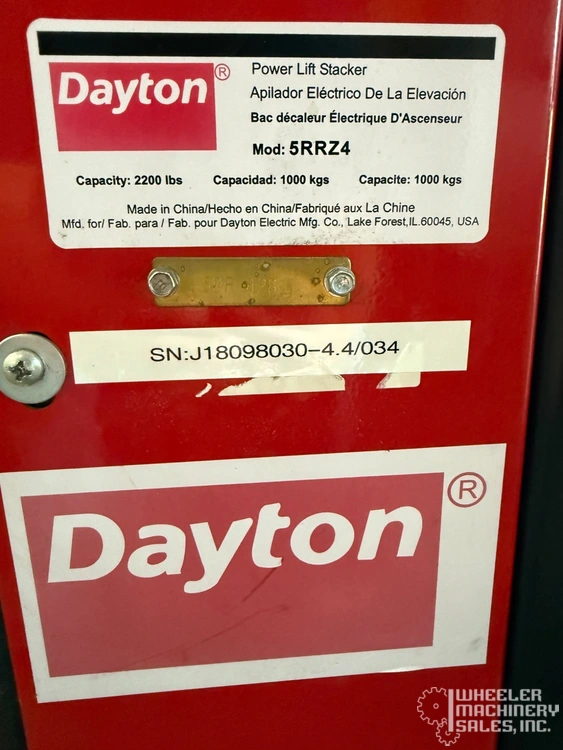 Dayton®
Power Lift Stacker
Apilador Eléctrico De La Elevación
Bac décaleur Électrique D'Ascenseur
Mod: 5RRZ4
Capacity: 2200 lbs Capacidad: 1000 kgs Capacite: 1000 kgs
Made in China/Hecho en China/Fabriqué aux La Chine
Mfd. for/ Fab. para / Fab. pour Dayton Electric Mfg. Co., Lake Forest,IL.60045, USA
SN:J18098030-4.4/034
Dayton®
WHEELER
MACHINERY
SALES, INC.